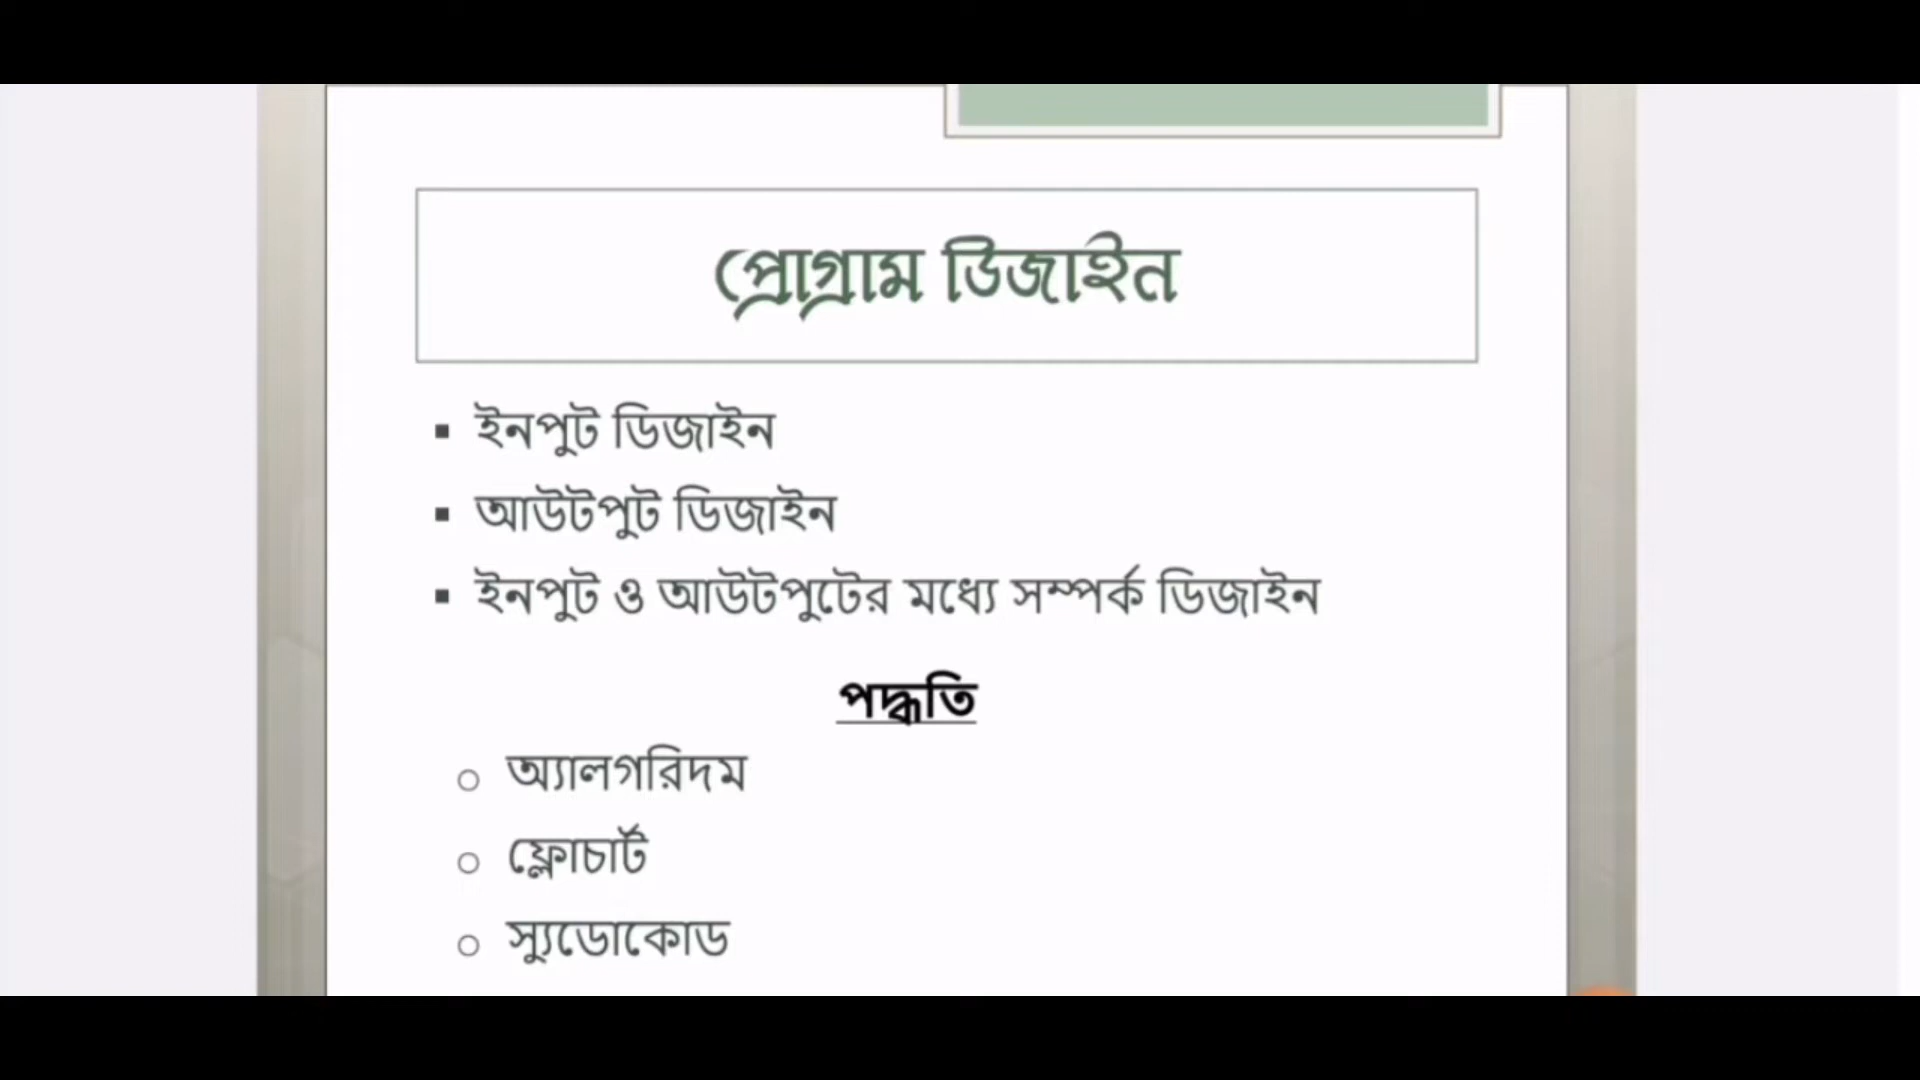 প্রোগ্রাম ডিজাইন
▪ ইনপুট ডিজাইন
▪ আউটপুট ডিজাইন
▪ ইনপুট ও আউটপুটের মধ্যে সম্পর্ক ডিজাইন
পদ্ধতি
○ অ্যালগরিদম
○ ফ্লোচার্ট
○ স্যুডোকোড